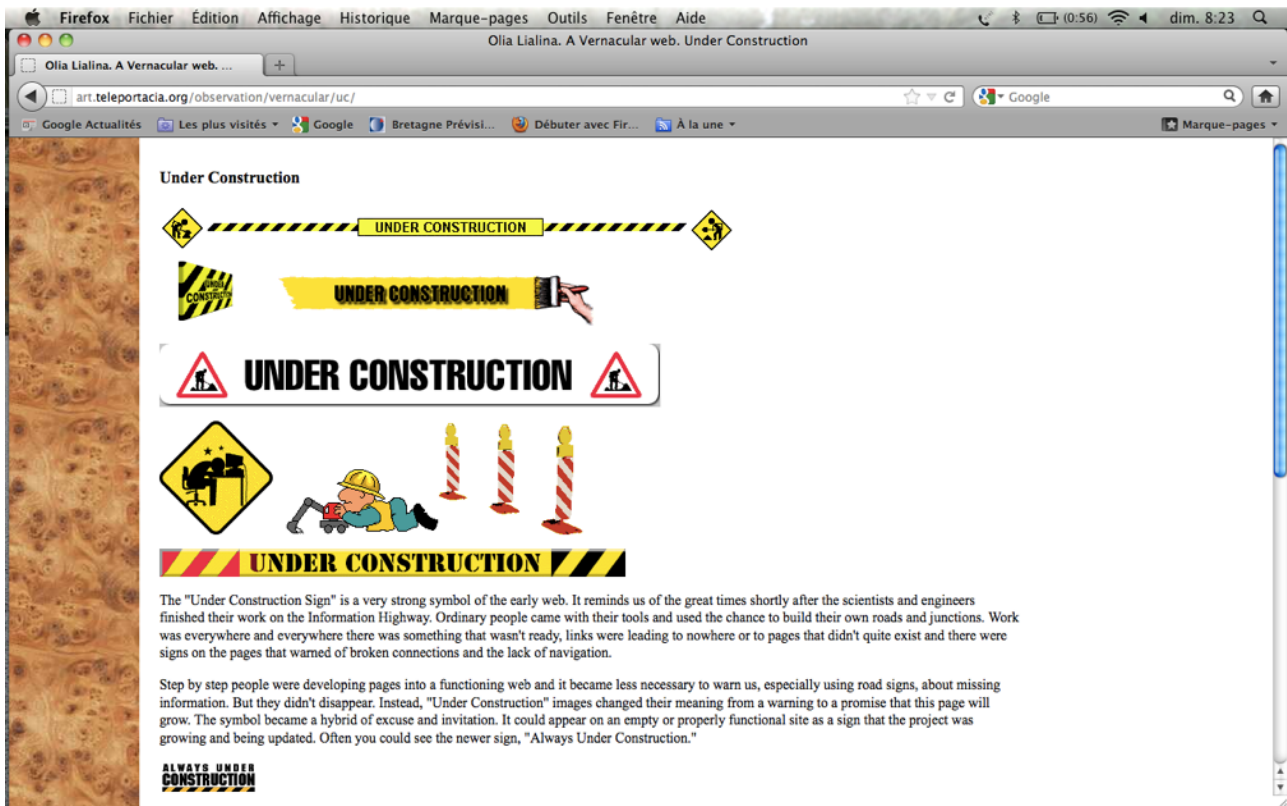 Firefox Fichier Édition Affichage Historique Marque-pages Outils Fenêtre Aide (0:56) dim. 8:23
Olia Lialina. A Vernacular web. Under Construction
Olia Lialina. A Vernacular web. ... +
art.teleportacia.org/observation/vernacular/uc/ Google
Google Actualités Les plus visités Google Bretagne Prévisi... Débuter avec Fir... À la une Marque-pages
Under Construction
UNDER CONSTRUCTION
UNDER
CONSTRUCTION
UNDER CONSTRUCTION
UNDER CONSTRUCTION
UNDER CONSTRUCTION
The "Under Construction Sign" is a very strong symbol of the early web. It reminds us of the great times shortly after the scientists and engineers
finished their work on the Information Highway. Ordinary people came with their tools and used the chance to build their own roads and junctions. Work
was everywhere and everywhere there was something that wasn't ready, links were leading to nowhere or to pages that didn't quite exist and there were
signs on the pages that warned of broken connections and the lack of navigation.
Step by step people were developing pages into a functioning web and it became less necessary to warn us, especially using road signs, about missing
information. But they didn't disappear. Instead, "Under Construction" images changed their meaning from a warning to a promise that this page will
grow. The symbol became a hybrid of excuse and invitation. It could appear on an empty or properly functional site as a sign that the project was
growing and being updated. Often you could see the newer sign, "Always Under Construction."
ALWAYS UNDER
CONSTRUCTION